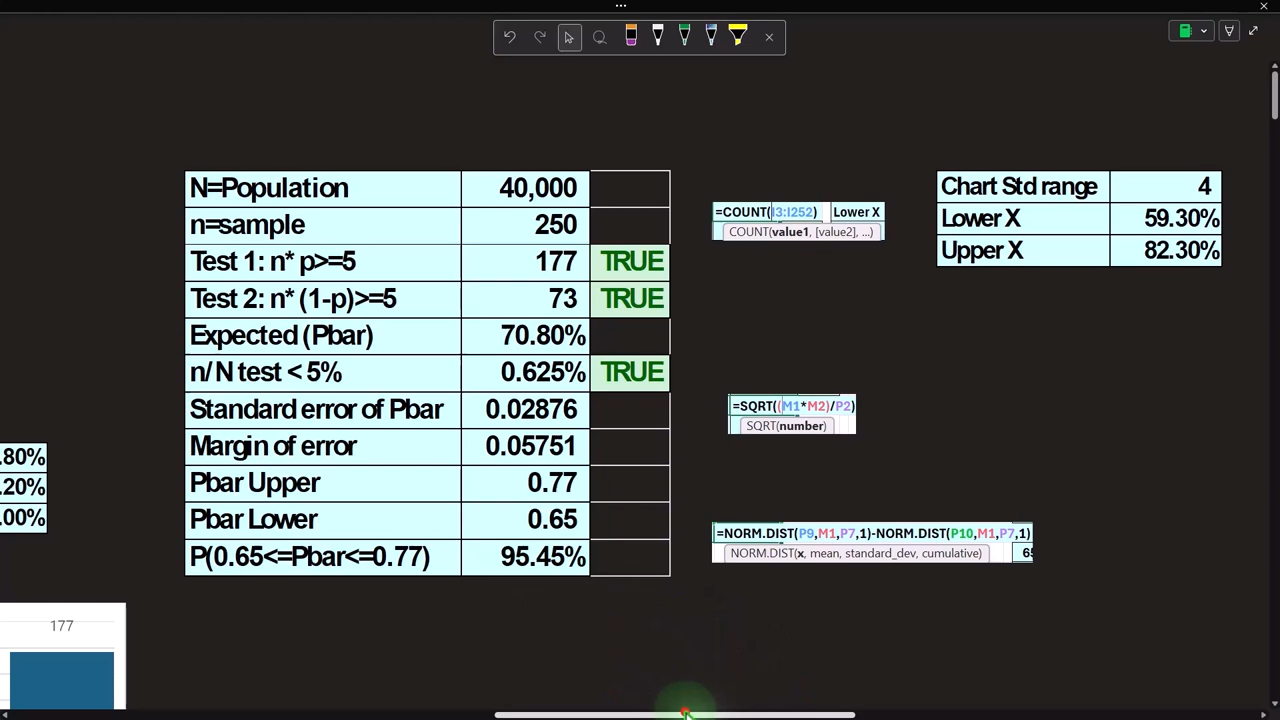 N=Population 40,000
n=sample 250
Test 1: n* p>=5 177 TRUE
Test 2: n* (1-p)>=5 73 TRUE
Expected (Pbar) 70.80%
n/N test < 5% 0.625% TRUE
Standard error of Pbar 0.02876
Margin of error 0.05751
Pbar Upper 0.77
Pbar Lower 0.65
P(0.65<=Pbar<=0.77) 95.45%
=COUNT(I3:I252) Lower X
COUNT(value1, [value2], ...)
=SQRT((M1*M2)/P2)
SQRT(number)
=NORM.DIST(P9,M1,P7,1)-NORM.DIST(P10,M1,P7,1)
NORM.DIST(x, mean, standard_dev, cumulative) 65
Chart Std range 4
Lower X 59.30%
Upper X 82.30%
.80%
.20%
.00%
177